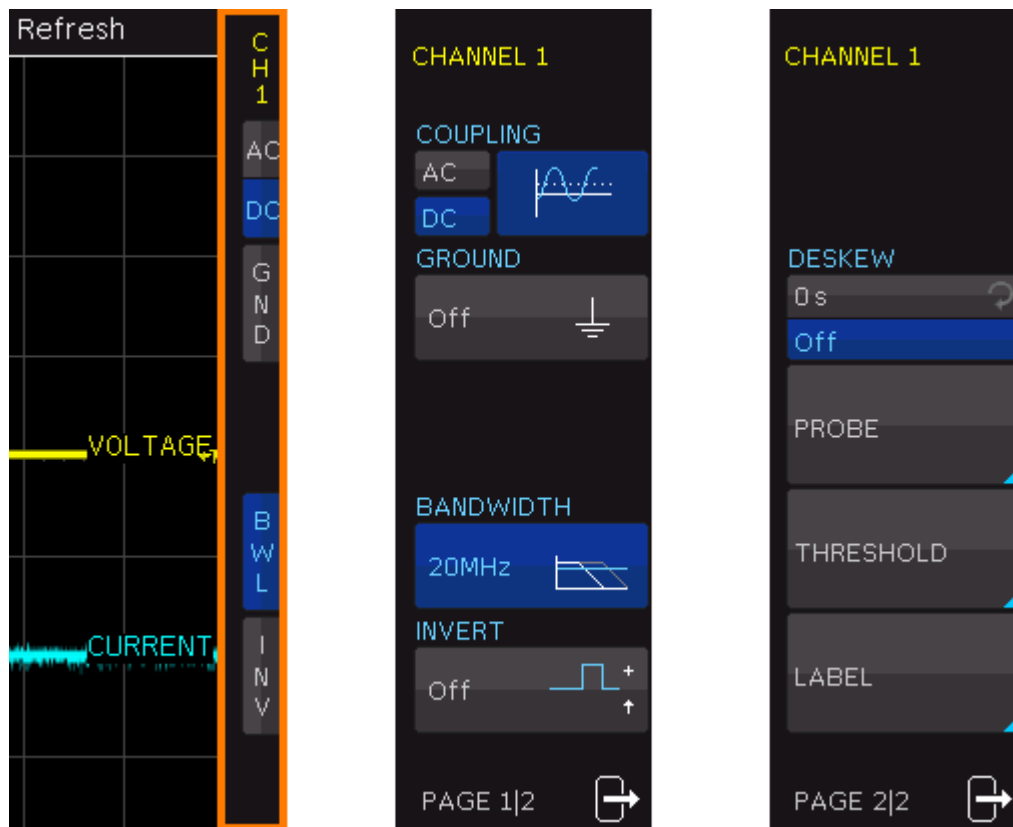 Refresh
VOLTAGE
CURRENT
C
H
1
AC
DC
G
N
D
B
W
L
I
N
V
CHANNEL 1
COUPLING
AC
DC
GROUND
Off
BANDWIDTH
20MHz
INVERT
Off
PAGE 1|2
CHANNEL 1
DESKEW
0 s
Off
PROBE
THRESHOLD
LABEL
PAGE 2|2